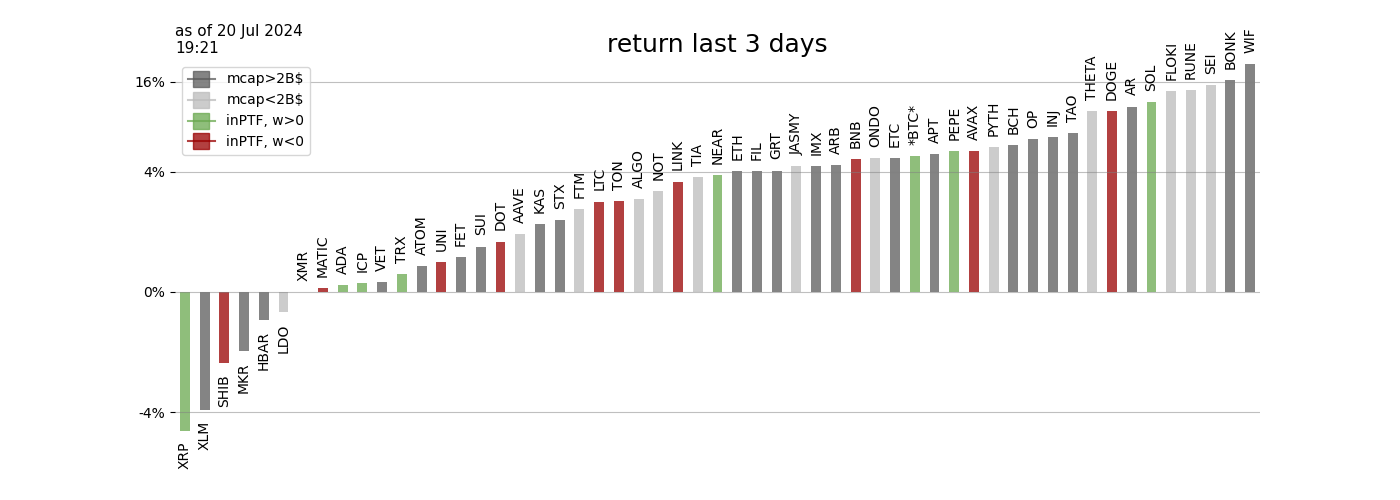 as of 20 Jul 2024
19:21
return last 3 days
mcap>2B$
mcap<2B$
inPTF, w>0
inPTF, w<0
16%
4%
0%
-4%
XRP
XLM
SHIB
MKR
HBAR
LDO
XMR
MATIC
ADA
ICP
VET
TRX
ATOM
UNI
FET
SUI
DOT
AAVE
KAS
STX
FTM
LTC
TON
ALGO
NOT
LINK
TIA
NEAR
ETH
FIL
GRT
JASMY
IMX
ARB
BNB
ONDO
ETC
*BTC*
APT
PEPE
AVAX
PYTH
BCH
OP
INJ
TAO
THETA
DOGE
AR
SOL
FLOKI
RUNE
SEI
BONK
WIF